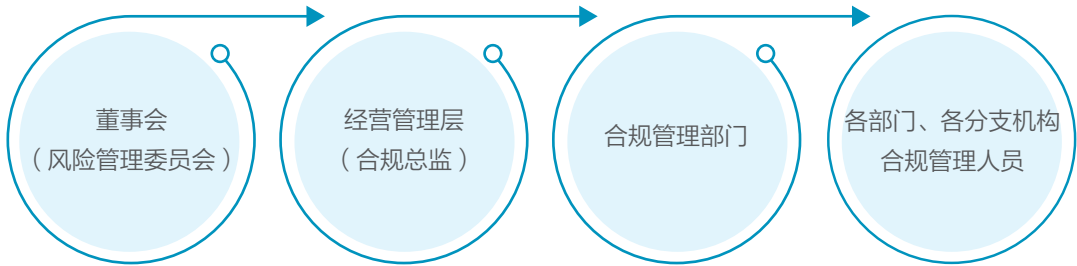 董事会
（风险管理委员会）
经营管理层
（合规总监）
合规管理部门
各部门、各分支机构
合规管理人员